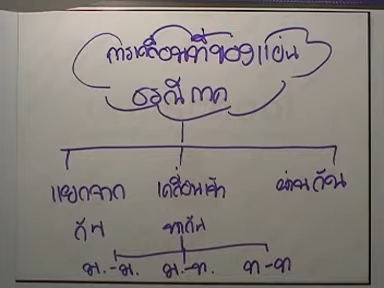 การเคลื่อนที่ของแผ่น
ธรณีภาค
แยกจาก
กัน
เคลื่อนเข้า
หากัน
ผ่านกัน
ม.-ม. ม.-ท. ท-ท